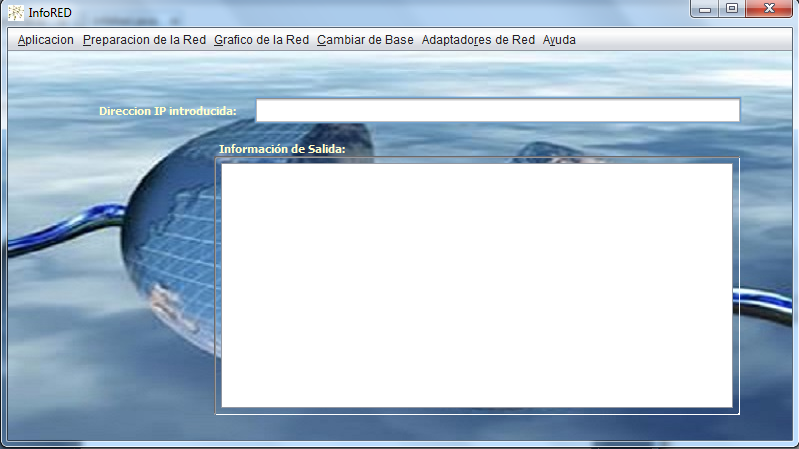 InfoRED
Aplicacion Preparacion de la Red Grafico de la Red Cambiar de Base Adaptadores de Red Ayuda
Direccion IP introducida:
Información de Salida: